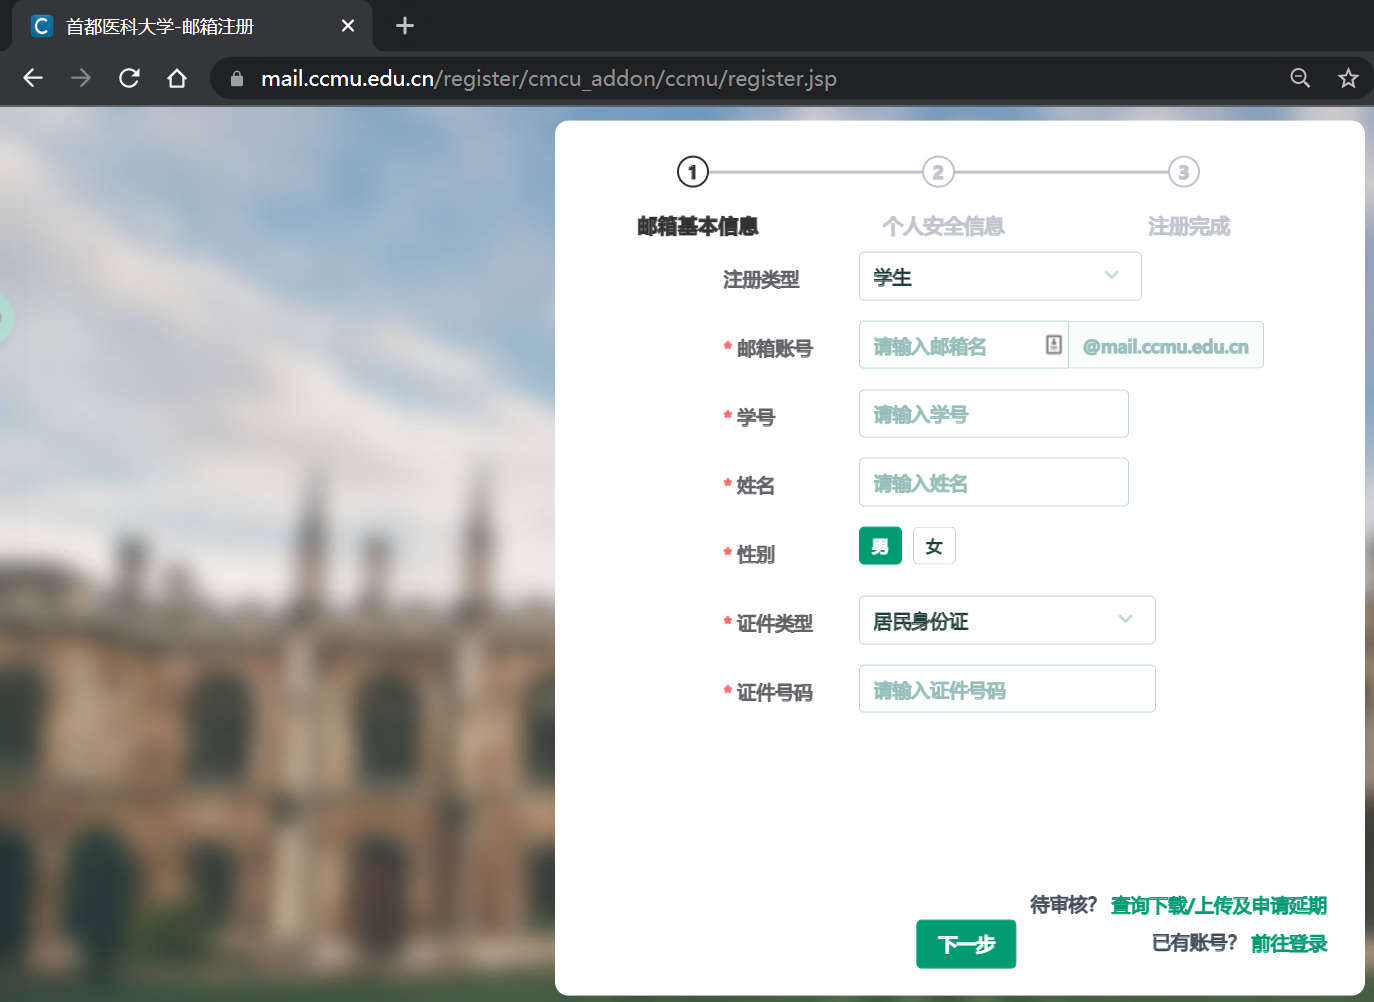 首都医科大学-邮箱注册
mail.ccmu.edu.cn/register/cmcu_addon/ccmu/register.jsp
1 2 3
邮箱基本信息 个人安全信息 注册完成
注册类型 学生
* 邮箱账号 请输入邮箱名 @mail.ccmu.edu.cn
* 学号 请输入学号
* 姓名 请输入姓名
* 性别 男 女
* 证件类型 居民身份证
* 证件号码 请输入证件号码
待审核? 查询下载/上传及申请延期
下一步 已有账号? 前往登录